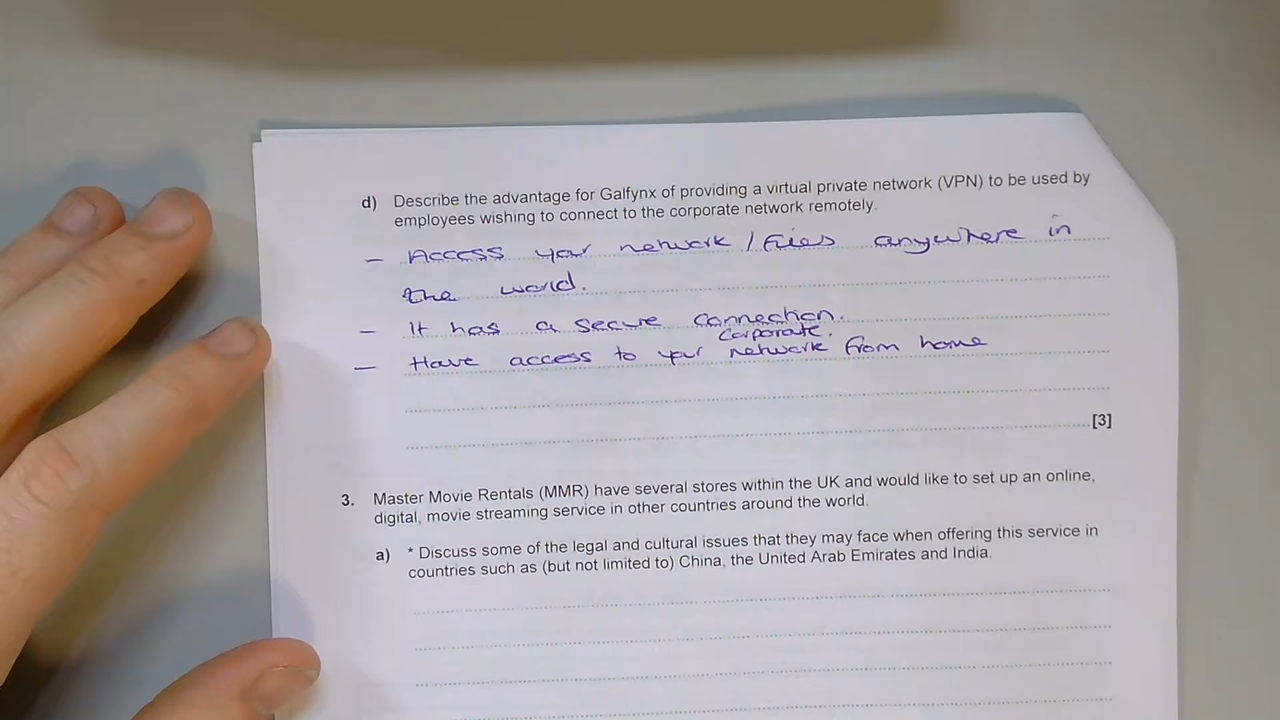 d) Describe the advantage for Galfynx of providing a virtual private network (VPN) to be used by
employees wishing to connect to the corporate network remotely.
- Access your network / files anywhere in
the world.
- It has a secure connection.
corporate.
- Have access to your network from home
[3]
3. Master Movie Rentals (MMR) have several stores within the UK and would like to set up an online,
digital, movie streaming service in other countries around the world.
a) * Discuss some of the legal and cultural issues that they may face when offering this service in
countries such as (but not limited to) China, the United Arab Emirates and India.